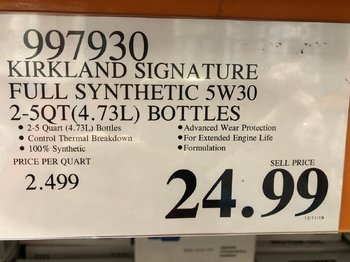 997930
KIRKLAND SIGNATURE
FULL SYNTHETIC 5W30
2-5QT(4.73L) BOTTLES
• 2-5 Quart (4.73L) Bottles
• Control Thermal Breakdown
• 100% Synthetic
•Advanced Wear Protection
•For Extended Engine Life
•Formulation
PRICE PER QUART
2.499
SELL PRICE
24.99
12/11/19